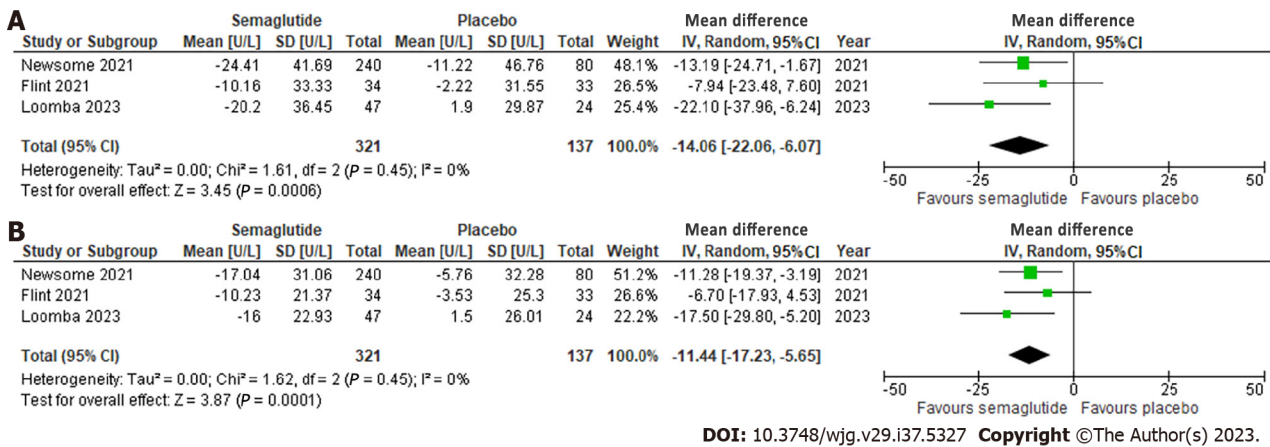 A
Semaglutide Placebo Mean difference Mean difference
Study or Subgroup Mean [U/L] SD [U/L] Total Mean [U/L] SD [U/L] Total Weight IV, Random, 95%CI Year IV, Random, 95%CI
Newsome 2021 -24.41 41.69 240 -11.22 46.76 80 48.1% -13.19 [-24.71, -1.67] 2021
Flint 2021 -10.16 33.33 34 -2.22 31.55 33 26.5% -7.94 [-23.48, 7.60] 2021
Loomba 2023 -20.2 36.45 47 1.9 29.87 24 25.4% -22.10 [-37.96, -6.24] 2023
Total (95% CI) 321 137 100.0% -14.06 [-22.06, -6.07]
Heterogeneity: Tau² = 0.00; Chi² = 1.61, df = 2 (P = 0.45); I² = 0%
Test for overall effect: Z = 3.45 (P = 0.0006)
-50 -25 0 25 50
Favours semaglutide Favours placebo
B
Semaglutide Placebo Mean difference Mean difference
Study or Subgroup Mean [U/L] SD [U/L] Total Mean [U/L] SD [U/L] Total Weight IV, Random, 95%CI Year IV, Random, 95%CI
Newsome 2021 -17.04 31.06 240 -5.76 32.28 80 51.2% -11.28 [-19.37, -3.19] 2021
Flint 2021 -10.23 21.37 34 -3.53 25.3 33 26.6% -6.70 [-17.93, 4.53] 2021
Loomba 2023 -16 22.93 47 1.5 26.01 24 22.2% -17.50 [-29.80, -5.20] 2023
Total (95% CI) 321 137 100.0% -11.44 [-17.23, -5.65]
Heterogeneity: Tau² = 0.00; Chi² = 1.62, df = 2 (P = 0.45); I² = 0%
Test for overall effect: Z = 3.87 (P = 0.0001)
-50 -25 0 25 50
Favours semaglutide Favours placebo
DOI: 10.3748/wjg.v29.i37.5327 Copyright ©The Author(s) 2023.